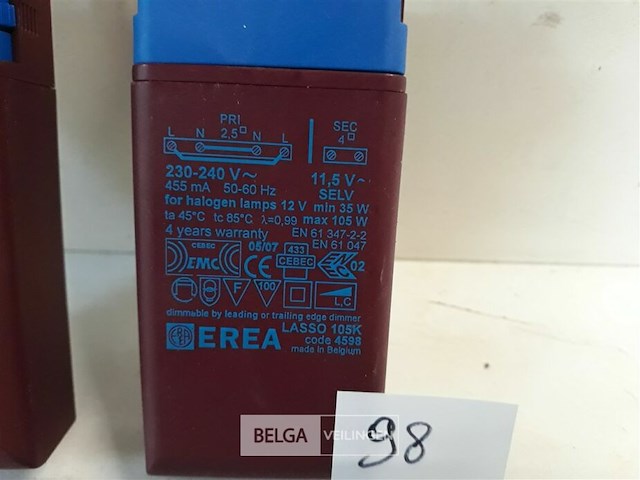 PRI
L N 2,5 N L
SEC
4
230-240 V~
11,5 V~
455 mA 50-60 Hz
SELV
for halogen lamps 12 V min 35 W
ta 45°C tc 85°C λ=0,99 max 105 W
4 years warranty
EN 61 347-2-2
EN 61 047
CEBEC
EMC
05/07
CE
433
CEBEC
ENEC
02
F
100
L,C
dimmable by leading or trailing edge dimmer
EREA
LASSO 105K
code 4598
made in Belgium
BELGA VEILINGEN
98